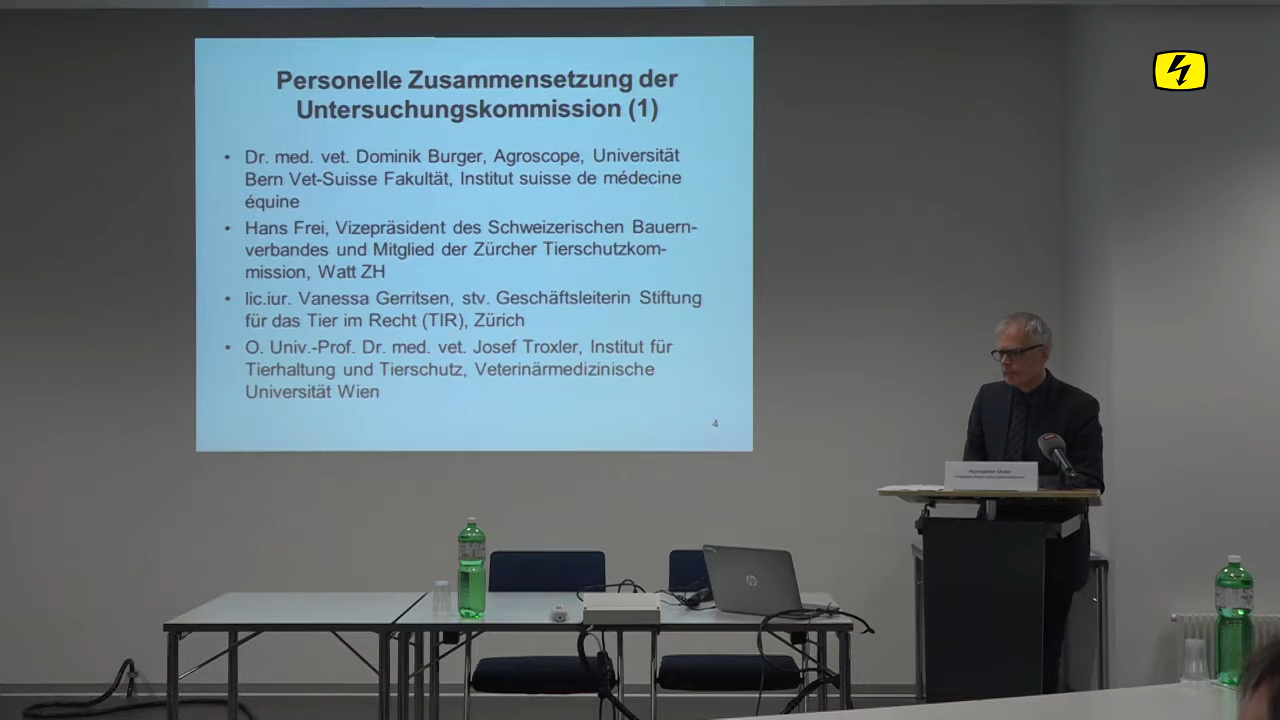 Personelle Zusammensetzung der
Untersuchungskommission (1)
• Dr. med. vet. Dominik Burger, Agroscope, Universität
Bern Vet-Suisse Fakultät, Institut suisse de médecine
équine
• Hans Frei, Vizepräsident des Schweizerischen Bauern-
verbandes und Mitglied der Zürcher Tierschutzkom-
mission, Watt ZH
• lic.iur. Vanessa Gerritsen, stv. Geschäftsleiterin Stiftung
für das Tier im Recht (TIR), Zürich
• O. Univ.-Prof. Dr. med. vet. Josef Troxler, Institut für
Tierhaltung und Tierschutz, Veterinärmedizinische
Universität Wien
4
Hanspeter Uster
hp